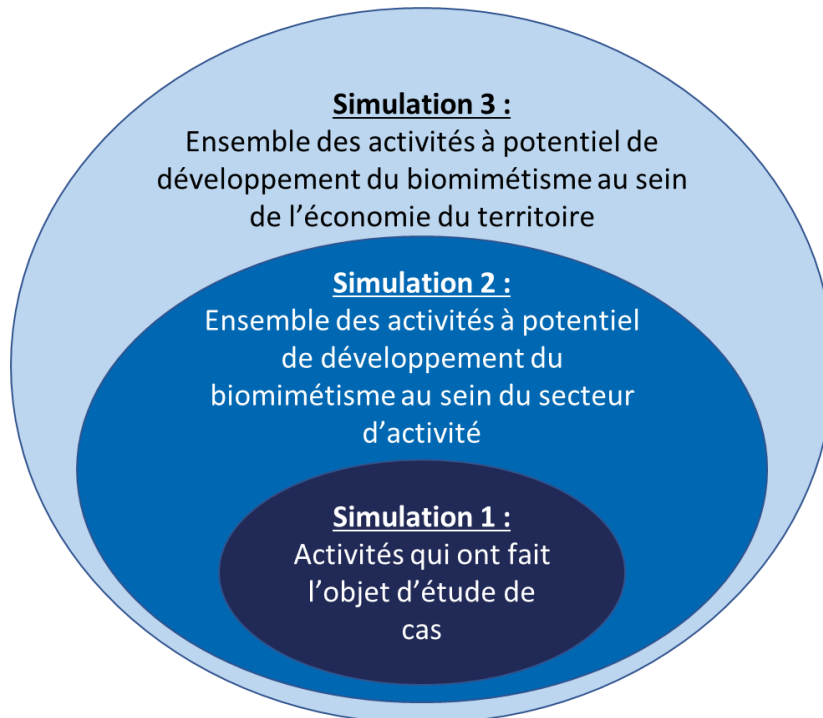 Simulation 3 :
Ensemble des activités à potentiel de
développement du biomimétisme au sein
de l’économie du territoire
Simulation 2 :
Ensemble des activités à potentiel
de développement du
biomimétisme au sein du secteur
d’activité
Simulation 1 :
Activités qui ont fait
l’objet d’étude de
cas